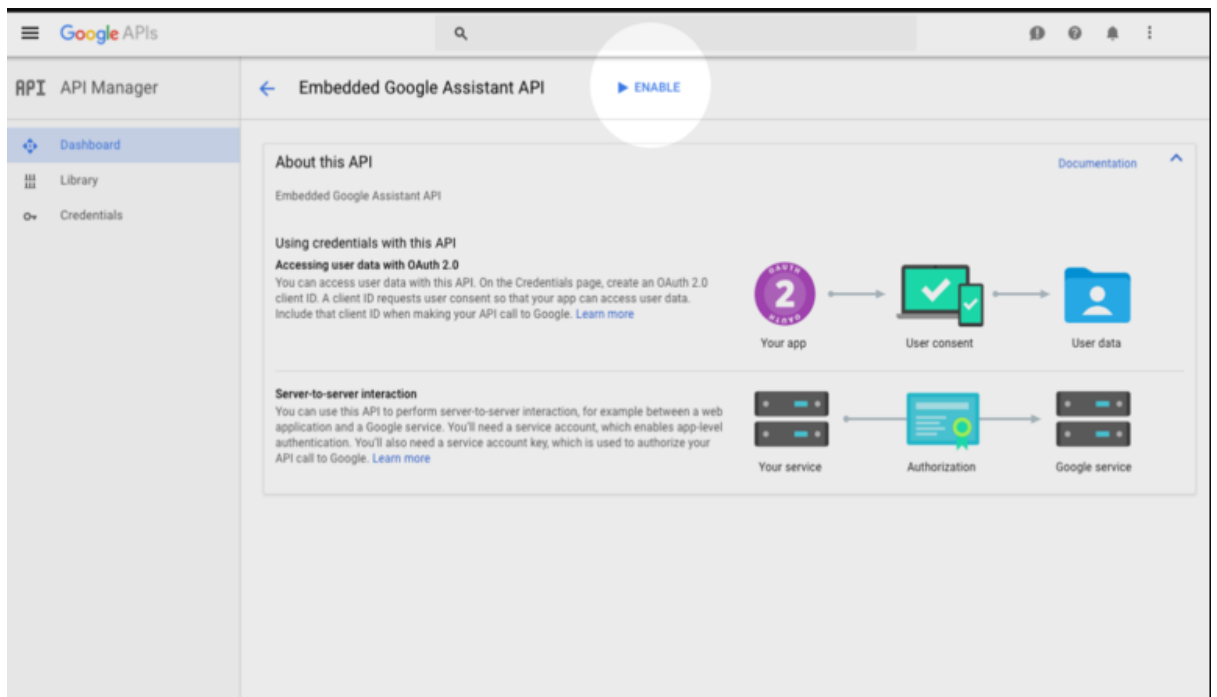 Google APIs
API API Manager
Embedded Google Assistant API
ENABLE
Dashboard
Library
Credentials
About this API
Documentation
Embedded Google Assistant API
Using credentials with this API
Accessing user data with OAuth 2.0
You can access user data with this API. On the Credentials page, create an OAuth 2.0
client ID. A client ID requests user consent so that your app can access user data.
Include that client ID when making your API call to Google. Learn more
OAUTH
2
OAUTH
Your app
User consent
User data
Server-to-server interaction
You can use this API to perform server-to-server interaction, for example between a web
application and a Google service. You'll need a service account, which enables app-level
authentication. You'll also need a service account key, which is used to authorize your
API call to Google. Learn more
Your service
Authorization
Google service